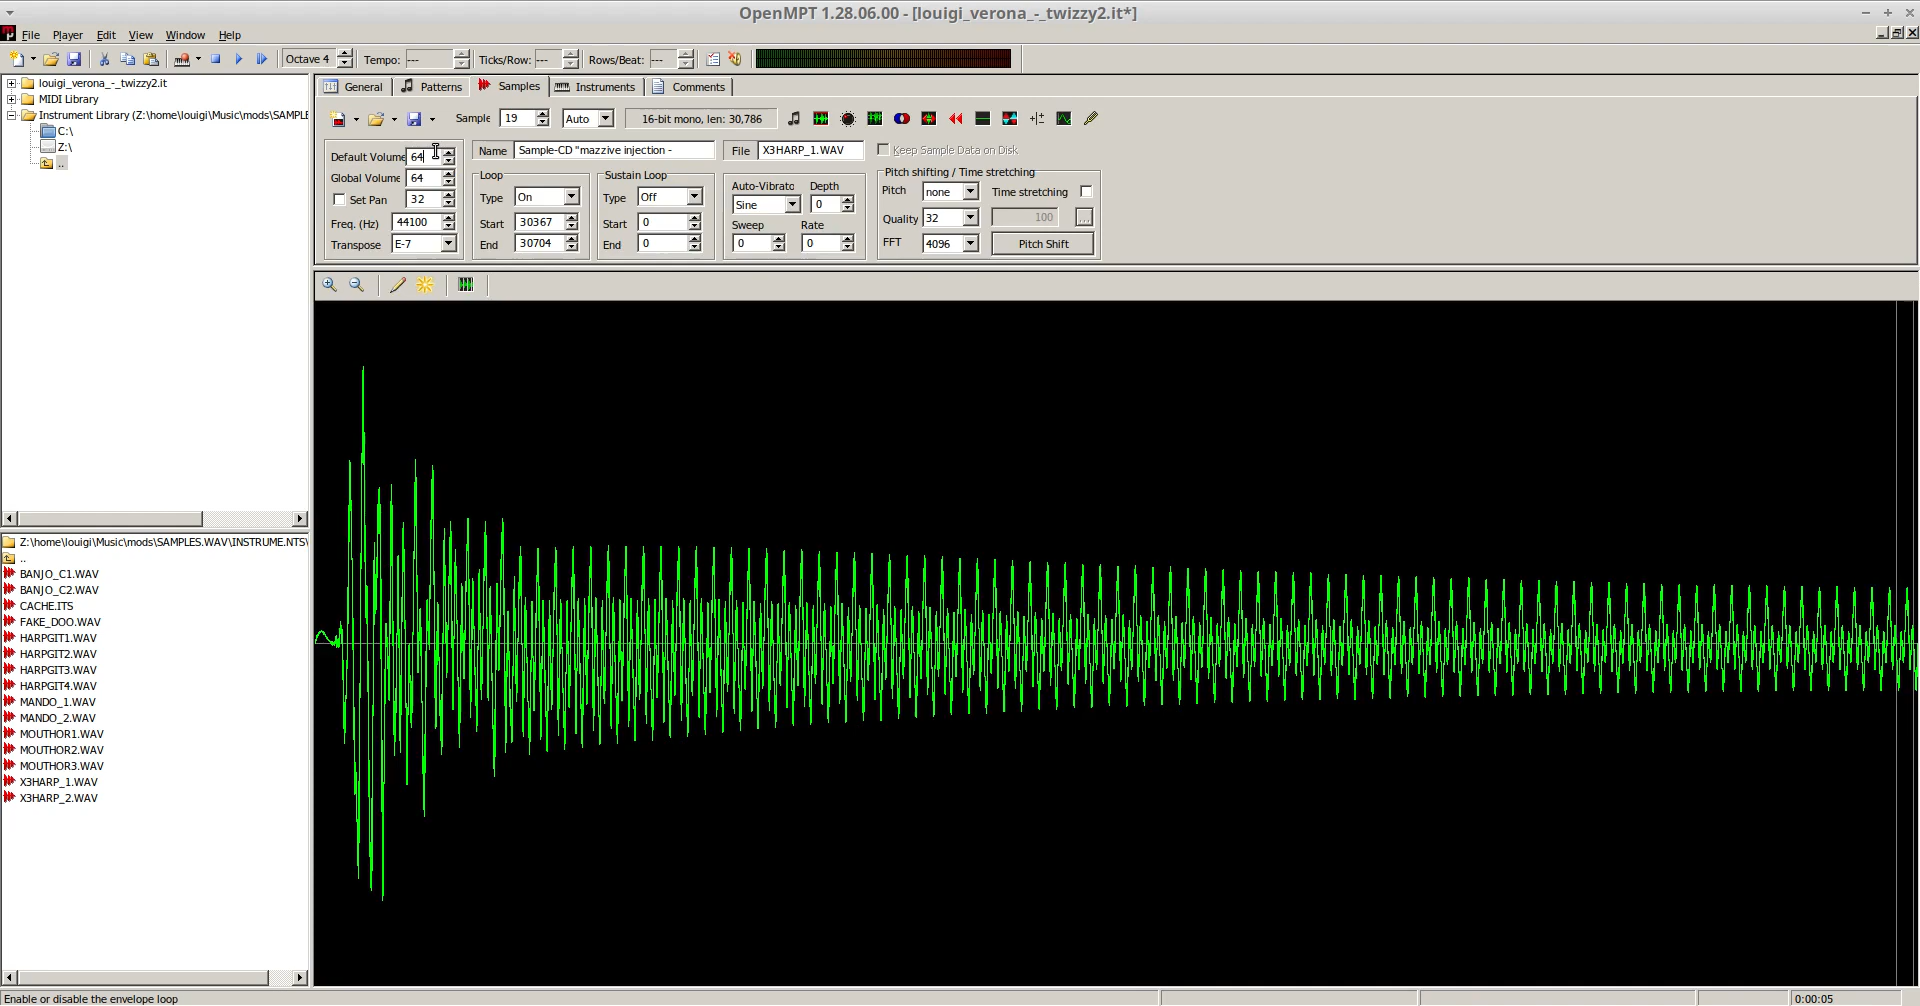 OpenMPT 1.28.06.00 - [louigi_verona_-_twizzy2.it*]
File Player Edit View Window Help
Octave 4 Tempo: --- Ticks/Row: --- Rows/Beat: ---
louigi_verona_-_twizzy2.it
MIDI Library
Instrument Library (Z:\home\louigi\Music\mods\SAMPLE
C:\
Z:\
..
Z:\home\louigi\Music\mods\SAMPLES.WAV\INSTRUME.NTS\
..
BANJO_C1.WAV
BANJO_C2.WAV
CACHE.ITS
FAKE_DOO.WAV
HARPGIT1.WAV
HARPGIT2.WAV
HARPGIT3.WAV
HARPGIT4.WAV
MANDO_1.WAV
MANDO_2.WAV
MOUTHOR1.WAV
MOUTHOR2.WAV
MOUTHOR3.WAV
X3HARP_1.WAV
X3HARP_2.WAV
General Patterns Samples Instruments Comments
Sample 19 Auto 16-bit mono, len: 30,786
Default Volume 64
Global Volume 64
Set Pan 32
Freq. (Hz) 44100
Transpose E-7
Name Sample-CD "mazzive injection -
File X3HARP_1.WAV
Keep Sample Data on Disk
Loop
Type On
Start 30367
End 30704
Sustain Loop
Type Off
Start 0
End 0
Auto-Vibrato Depth
Sine 0
Sweep Rate
0 0
Pitch shifting / Time stretching
Pitch none Time stretching
Quality 32 100 ...
FFT 4096 Pitch Shift
Enable or disable the envelope loop
0:00:05